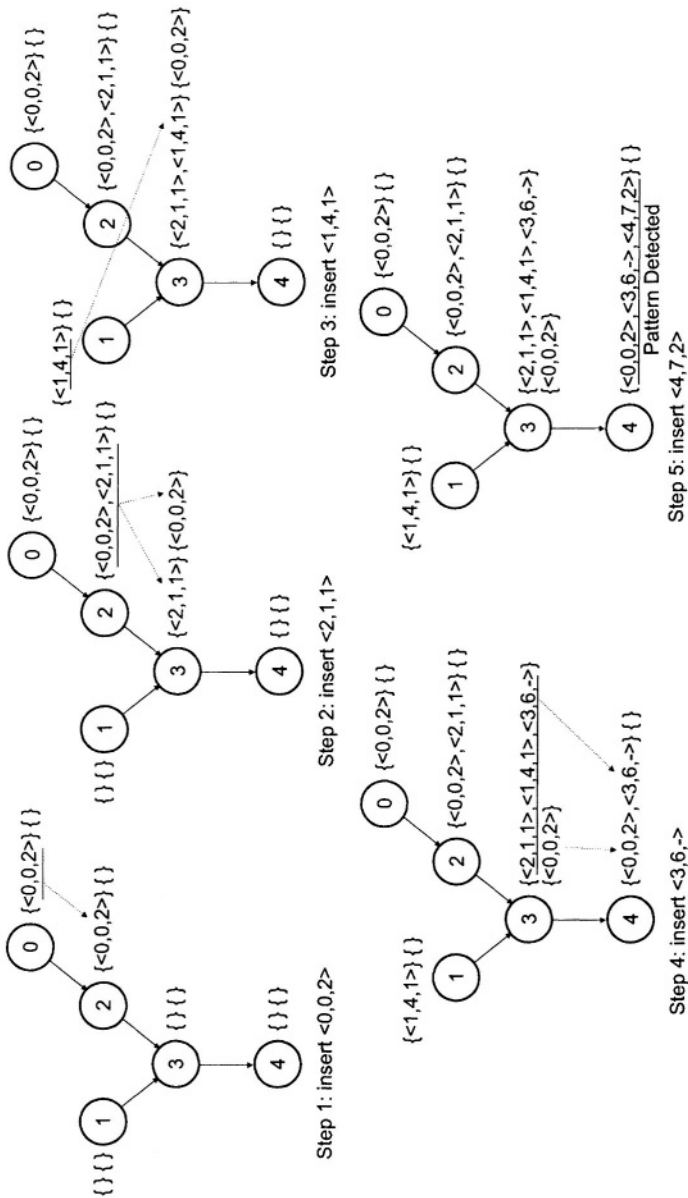 0 {<0,0,2>} { }
{ } { }
1
2 {<0,0,2>} { }
3 { } { }
4 { } { }
Step 1: insert <0,0,2>
0 {<0,0,2>} { }
{ } { }
1
2 {<0,0,2>,<2,1,1>} { }
3 {<2,1,1>} {<0,0,2>}
4 { } { }
Step 2: insert <2,1,1>
0 {<0,0,2>} { }
{<1,4,1>} { }
1
2 {<0,0,2>,<2,1,1>} { }
3 {<2,1,1>,<1,4,1>} {<0,0,2>}
4 { } { }
Step 3: insert <1,4,1>
0 {<0,0,2>} { }
{<1,4,1>} { }
1
2 {<0,0,2>,<2,1,1>} { }
3 {<2,1,1>,<1,4,1>,<3,6,->}
{<0,0,2>}
4 {<0,0,2>,<3,6,->} { }
Step 4: insert <3,6,->
0 {<0,0,2>} { }
{<1,4,1>} { }
1
2 {<0,0,2>,<2,1,1>} { }
3 {<2,1,1>,<1,4,1>,<3,6,->}
{<0,0,2>}
4 {<0,0,2>,<3,6,->,<4,7,2>} { }
Pattern Detected
Step 5: insert <4,7,2>